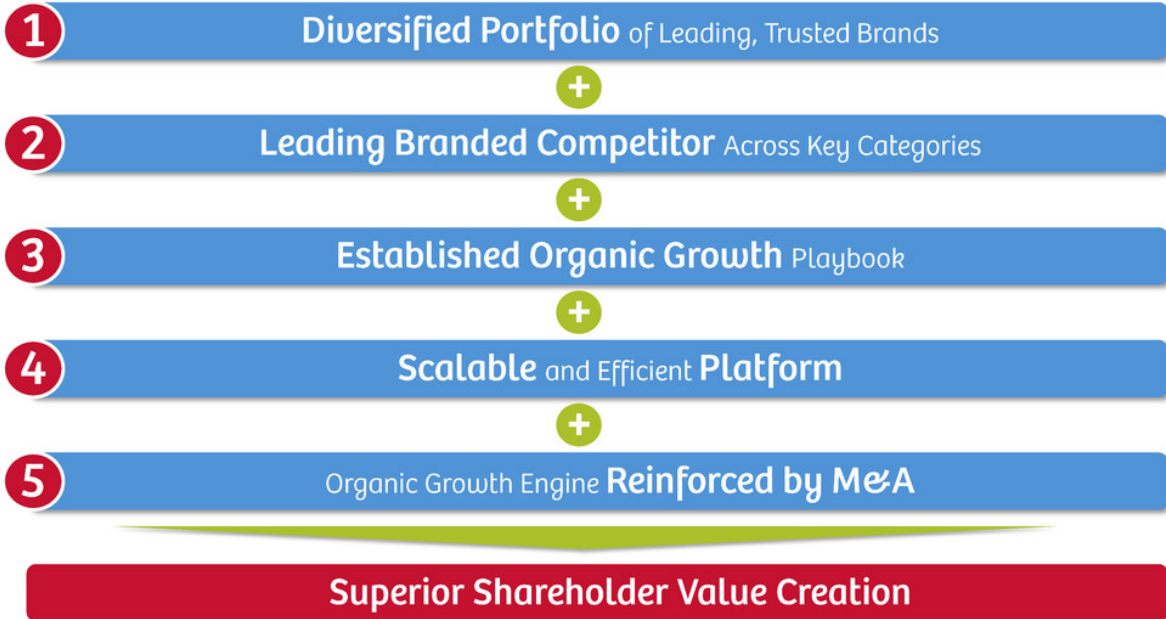 1 Diversified Portfolio of Leading, Trusted Brands
+
2 Leading Branded Competitor Across Key Categories
+
3 Established Organic Growth Playbook
+
4 Scalable and Efficient Platform
+
5 Organic Growth Engine Reinforced by M&A
Superior Shareholder Value Creation